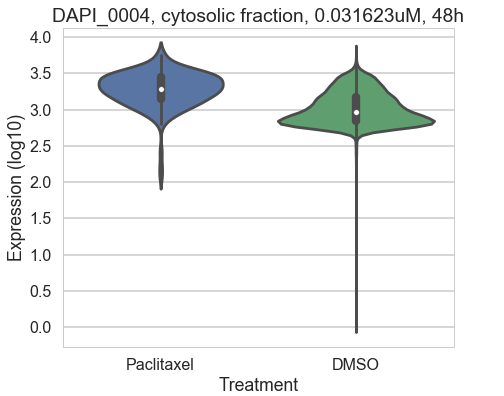 DAPI_0004, cytosolic fraction, 0.031623uM, 48h
Expression (log10)
4.0
3.5
3.0
2.5
2.0
1.5
1.0
0.5
0.0
Paclitaxel DMSO
Treatment